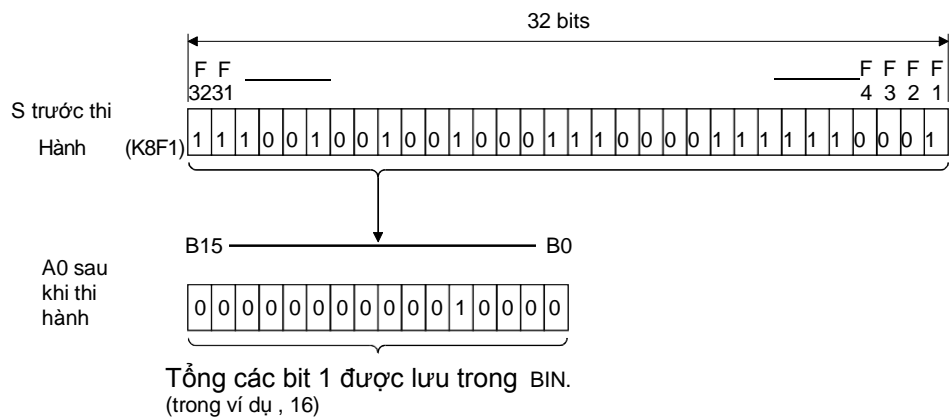 32 bits
F F F F F F
32 31 4 3 2 1
S trước thi
Hành (K8F1) 1 1 1 0 0 1 0 0 1 0 0 1 0 0 0 1 1 1 0 0 0 0 1 1 1 1 1 1 0 0 0 1
B15 B0
A0 sau
khi thi
hành
0 0 0 0 0 0 0 0 0 0 0 1 0 0 0 0
Tổng các bit 1 được lưu trong BIN.
(trong ví dụ , 16)